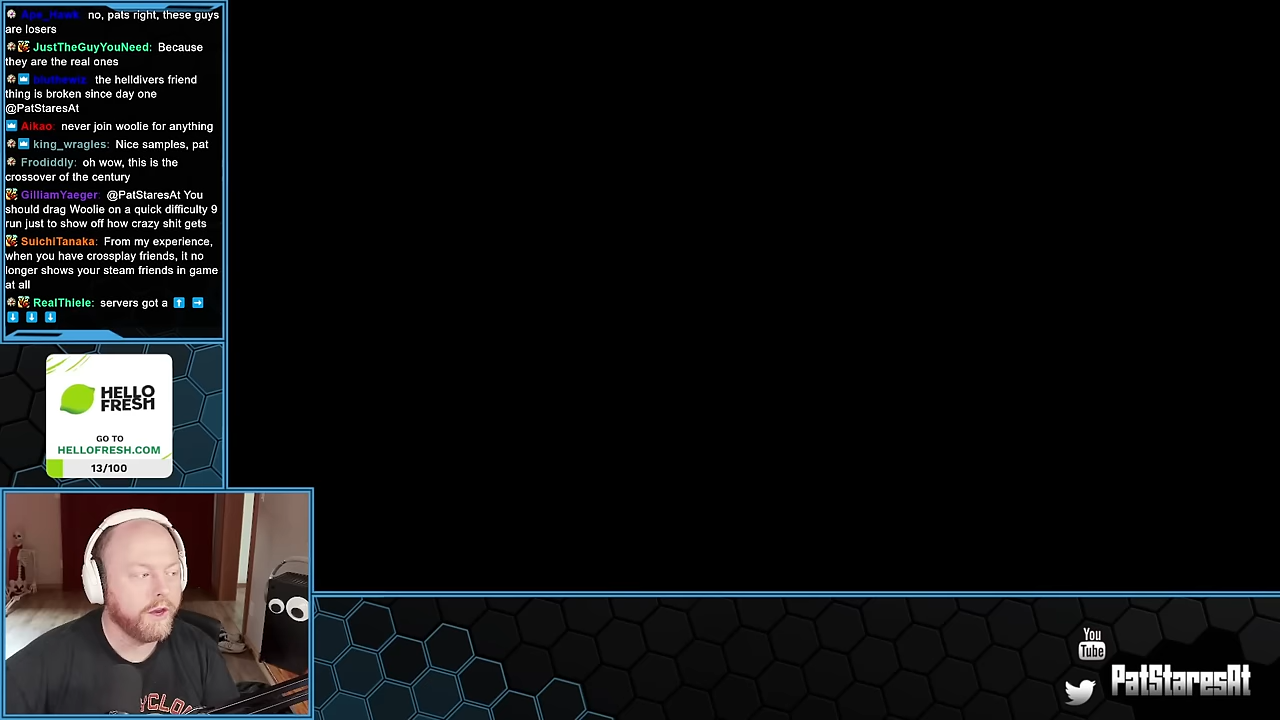 Ape_Hawk: no, pats right, these guys
are losers
JustTheGuyYouNeed: Because
they are the real ones
the helldivers friend
thing is broken since day one
@PatStaresAt
Aikao: never join woolie for anything
king_wragles: Nice samples, pat
Frodiddly: oh wow, this is the
crossover of the century
GilliamYaeger: @PatStaresAt You
should drag Woolie on a quick difficulty 9
run just to show off how crazy shit gets
SuichiTanaka: From my experience,
when you have crossplay friends, it no
longer shows your steam friends in game
at all
RealThiele: servers got a ⬆️ ➡️
⬇️ ⬇️ ⬇️
HELLO
FRESH
GO TO
HELLOFRESH.COM
13/100
CYCLO
You
Tube
PatStaresAt